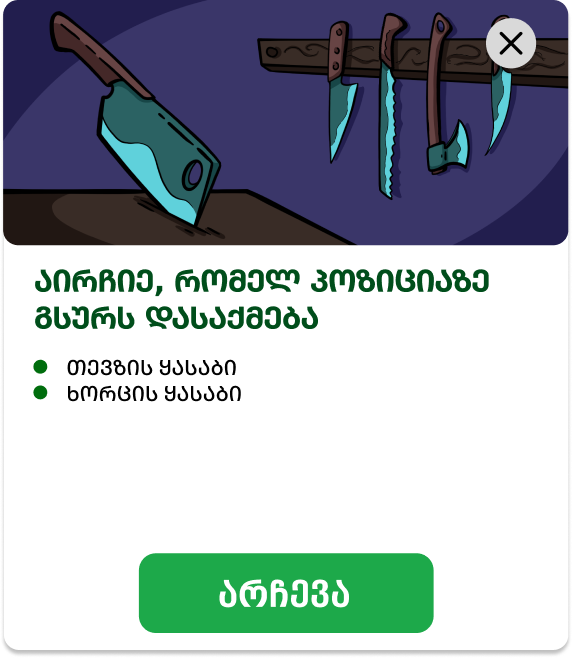 აირჩიე, რომელ პოზიციაზე
გსურს დასაქმება
თევზის ყასაბი
ხორცის ყასაბი
არჩევა